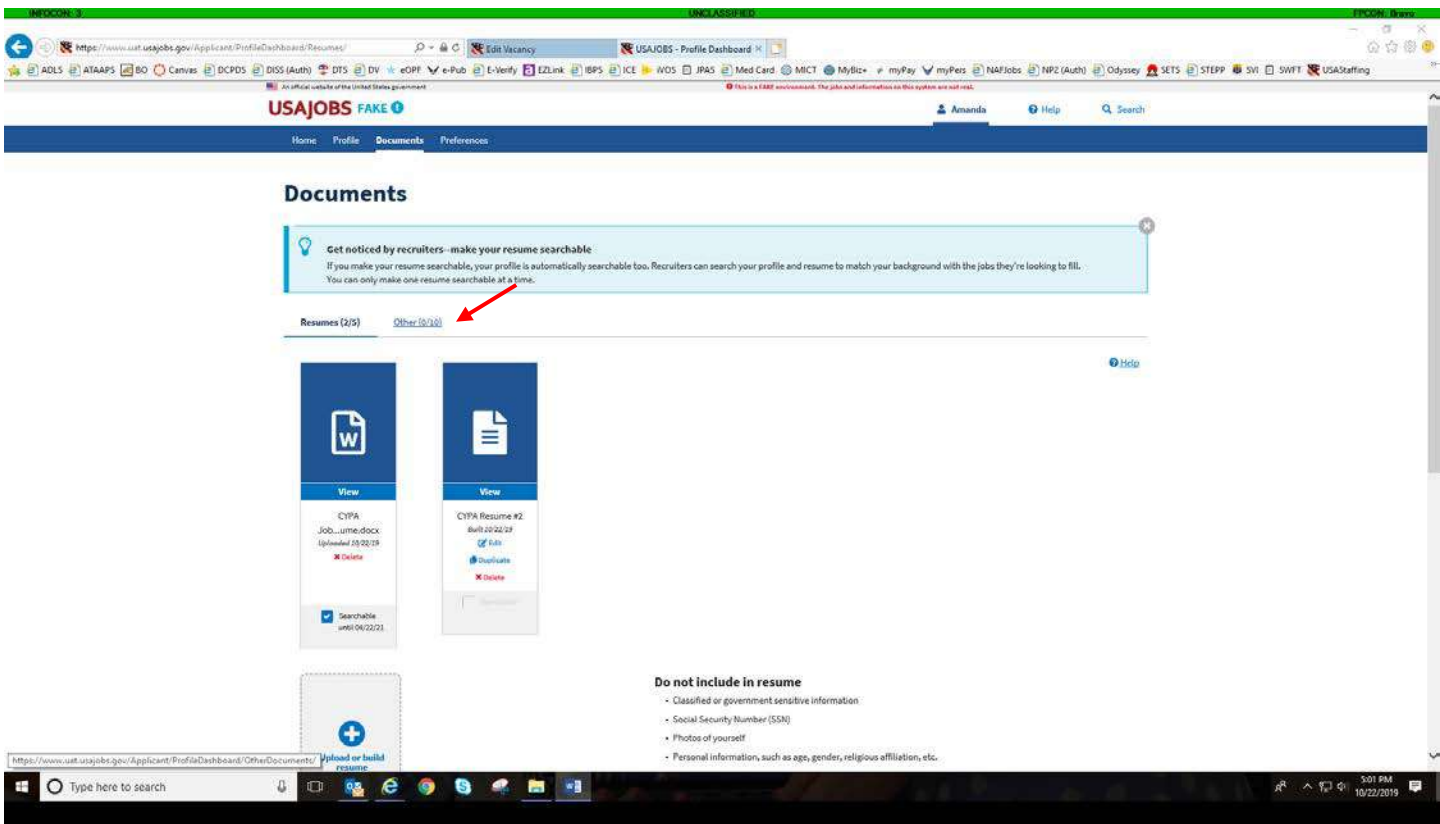 INFOCON: 3 UNCLASSIFIED FPCON: Bravo
https://www.uat.usajobs.gov/Applicant/ProfileDashboard/Resumes/ Edit Vacancy USAJOBS - Profile Dashboard
ADLS ATAAPS BO Canvas DCPDS DISS (Auth) DTS DV eOPF e-Pub E-Verify EZLink IBPS ICE WOS JPAS Med Card MICT MyBiz+ myPay myPers NAFJobs NP2 (Auth) Odyssey SETS STEPP SVI SWFT USAStaffing
An official website of the United States government This is a FAKE environment. The jobs and information on this system are not real.
USAJOBS FAKE Amanda Help Search
Home Profile Documents Preferences
Documents
Get noticed by recruiters--make your resume searchable
If you make your resume searchable, your profile is automatically searchable too. Recruiters can search your profile and resume to match your background with the jobs they're looking to fill.
You can only make one resume searchable at a time.
Resumes (2/5) Other (0/10)
Help
W
View View
CYPA
Job...ume.docx
Uploaded 10/22/19
Delete
CYPA Resume #2
Built 10/22/19
Edit
Duplicate
Delete
Searchable
until 04/22/21
Upload or build
resume
Do not include in resume
• Classified or government sensitive information
• Social Security Number (SSN)
• Photos of yourself
• Personal information, such as age, gender, religious affiliation, etc.
https://www.uat.usajobs.gov/Applicant/ProfileDashboard/OtherDocuments/
Type here to search
5:01 PM
10/22/2019